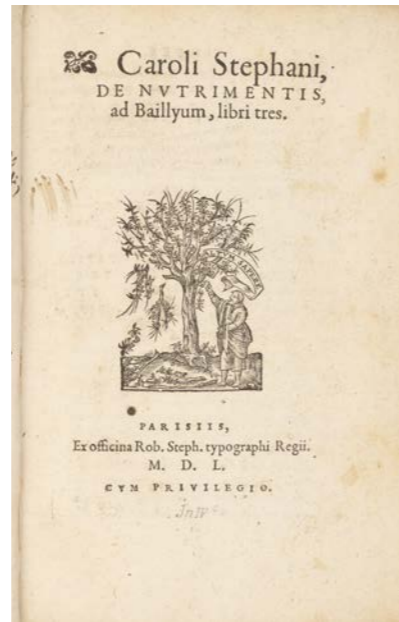 Caroli Stephani,
DE NVTRIMENTIS,
ad Baillyum, libri tres.
PARISIIS,
Ex officina Rob. Steph. typographi Regii.
M. D. L.
CVM PRIVILEGIO.